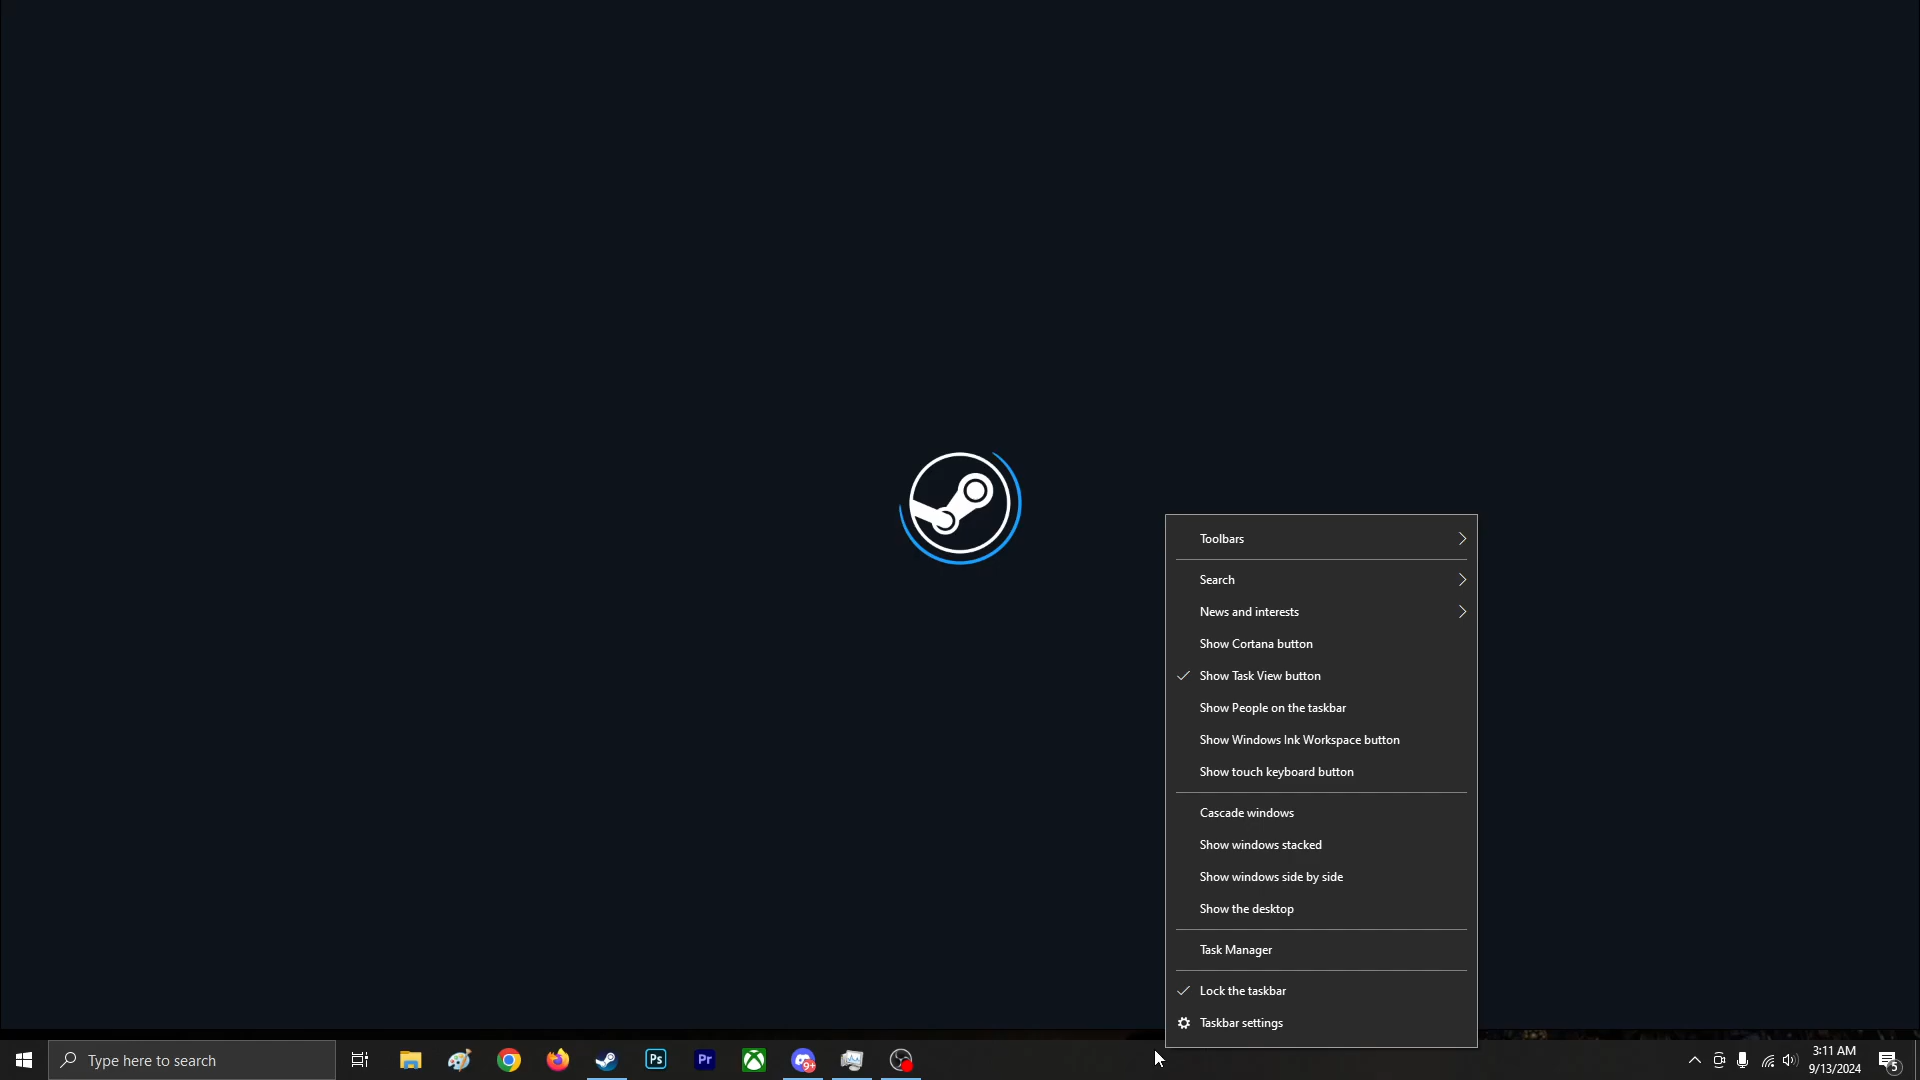 Toolbars
Search
News and interests
Show Cortana button
Show Task View button
Show People on the taskbar
Show Windows Ink Workspace button
Show touch keyboard button
Cascade windows
Show windows stacked
Show windows side by side
Show the desktop
Task Manager
Lock the taskbar
Taskbar settings
Type here to search
Ps
Pr
9+
3:11 AM
9/13/2024
5